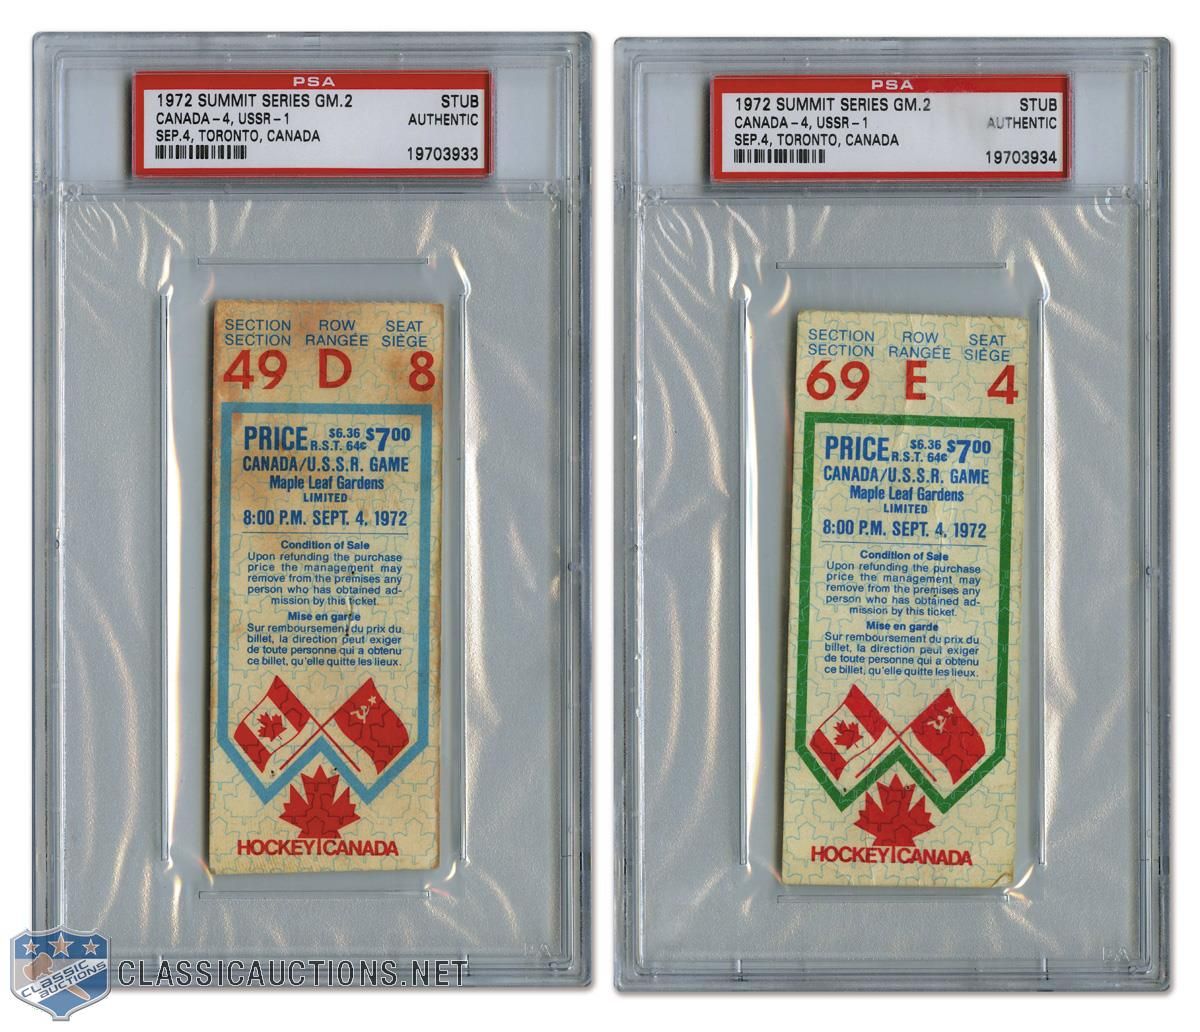 PSA
1972 SUMMIT SERIES GM.2 STUB
CANADA-4, USSR-1 AUTHENTIC
SEP.4, TORONTO, CANADA
19703933
SECTION ROW SEAT
SECTION RANGÉE SIÈGE
49 D 8
PRICE $6.36 R.S.T. 64¢ $7.00
CANADA/U.S.S.R. GAME
Maple Leaf Gardens
LIMITED
8:00 P.M. SEPT. 4, 1972
Condition of Sale
Upon refunding the purchase
price the management may
remove from the premises any
person who has obtained ad-
mission by this ticket.
Mise en garde
Sur remboursement du prix du
billet, la direction peut exiger
de toute personne qui a obtenu
ce billet, qu'elle quitte les lieux.
HOCKEY CANADA
PSA
1972 SUMMIT SERIES GM.2 STUB
CANADA-4, USSR-1 AUTHENTIC
SEP.4, TORONTO, CANADA
19703934
SECTION ROW SEAT
SECTION RANGÉE SIÈGE
69 E 4
PRICE $6.36 R.S.T. 64¢ $7.00
CANADA/U.S.S.R. GAME
Maple Leaf Gardens
LIMITED
8:00 P.M. SEPT. 4, 1972
Condition of Sale
Upon refunding the purchase
price the management may
remove from the premises any
person who has obtained ad-
mission by this ticket.
Mise en garde
Sur remboursement du prix du
billet, la direction peut exiger
de toute personne qui a obtenu
ce billet, qu'elle quitte les lieux.
HOCKEY CANADA
CLASSIC
AUCTIONS
CLASSICAUCTIONS.NET